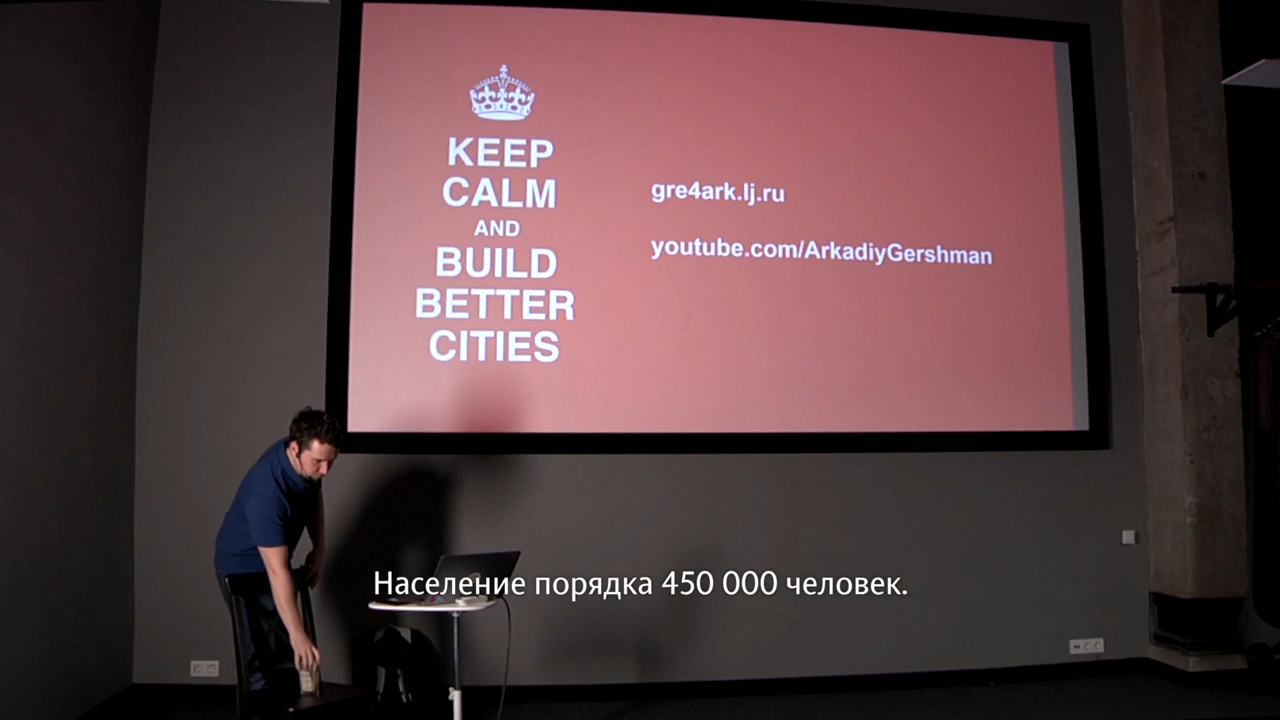 KEEP
CALM
AND
BUILD
BETTER
CITIES
gre4ark.lj.ru
youtube.com/ArkadiyGershman
Население порядка 450 000 человек.